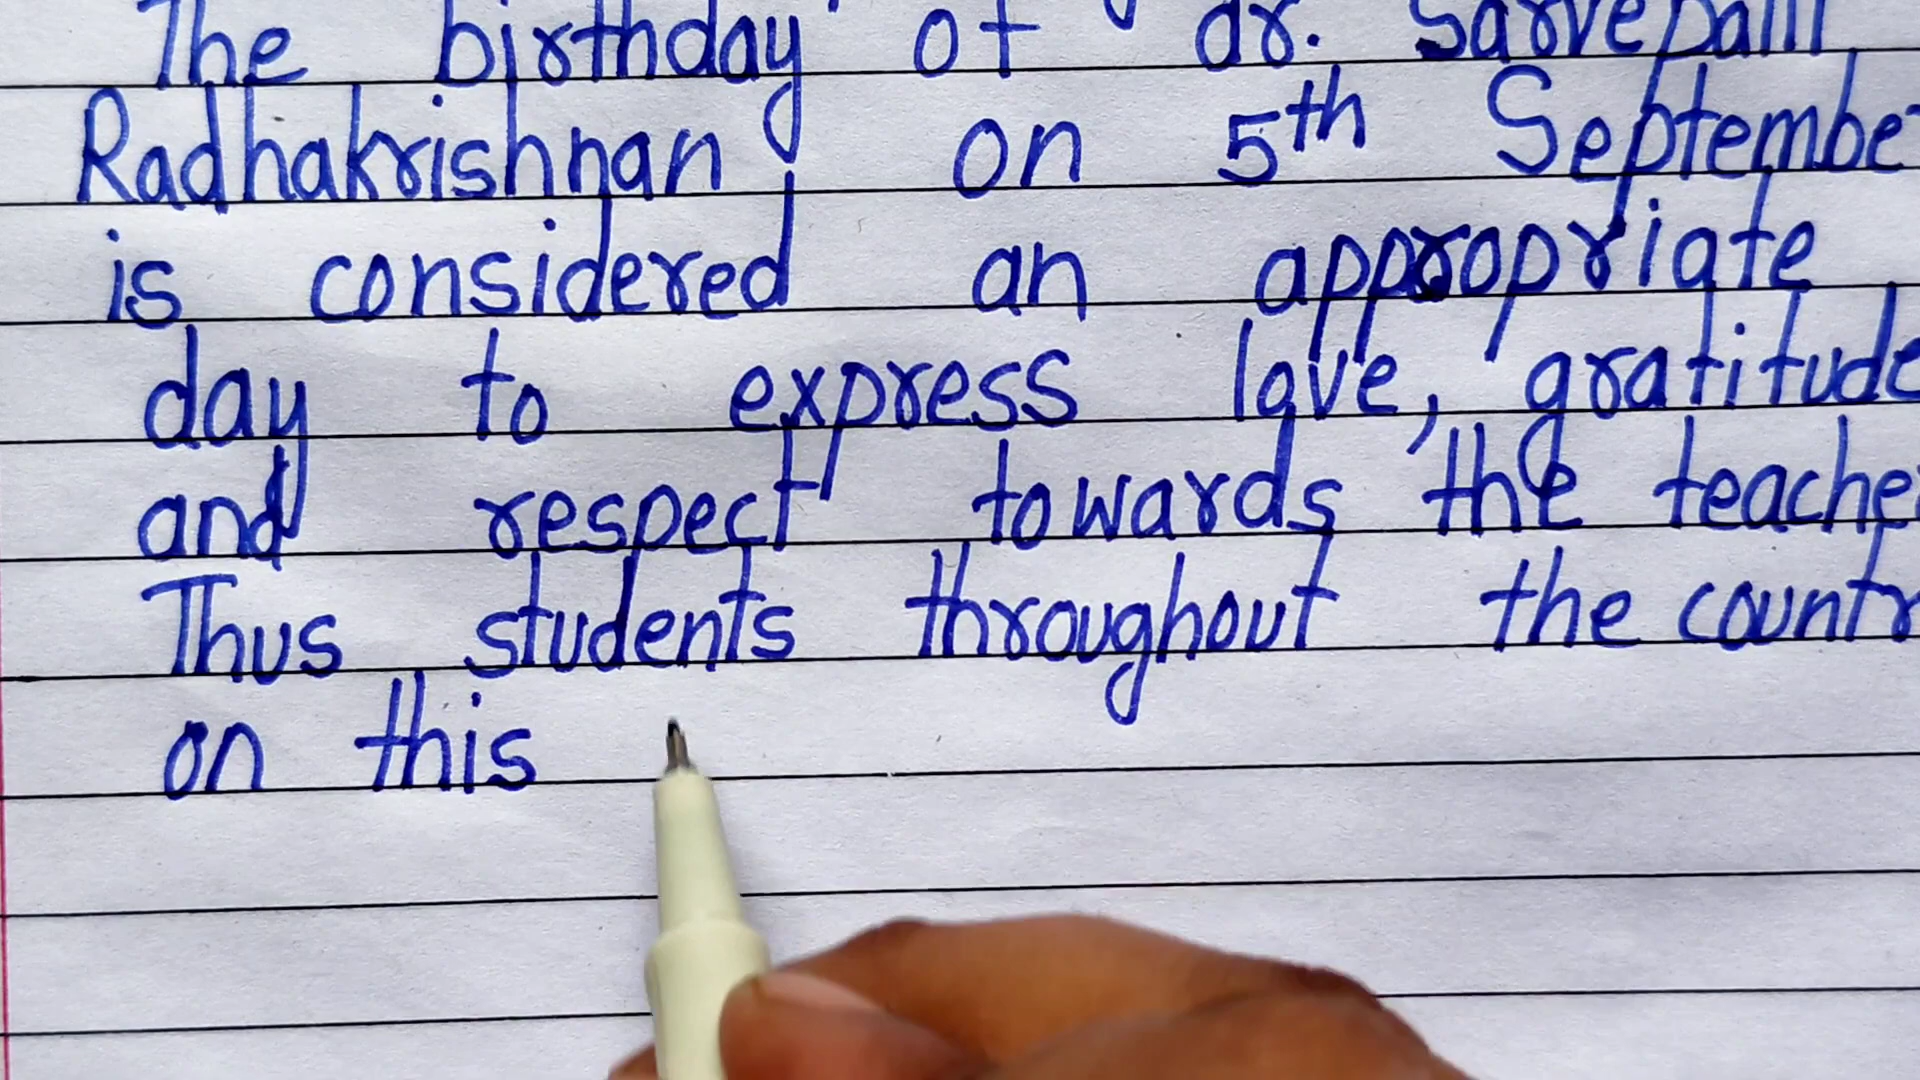 The birthday of dr. Sarvepalli
Radhakrishnan on 5th Septembe
is considered an appropriate
day to express love, gratitude
and respect towards the teache
Thus students throughout the countr
on this